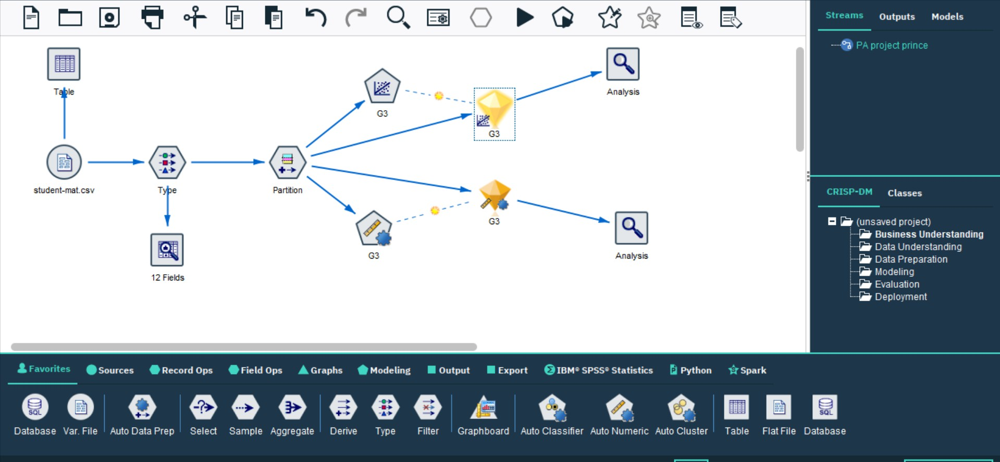 Streams Outputs Models
PA project prince
Table
G3
Analysis
G3
student-mat.csv
Type
Partition
G3
G3
Analysis
12 Fields
CRISP-DM Classes
(unsaved project)
Business Understanding
Data Understanding
Data Preparation
Modeling
Evaluation
Deployment
Favorites Sources Record Ops Field Ops Graphs Modeling Output Export IBM® SPSS® Statistics Python Spark
SQL SQL
Database Var. File Auto Data Prep Select Sample Aggregate Derive Type Filter Graphboard Auto Classifier Auto Numeric Auto Cluster Table Flat File Database